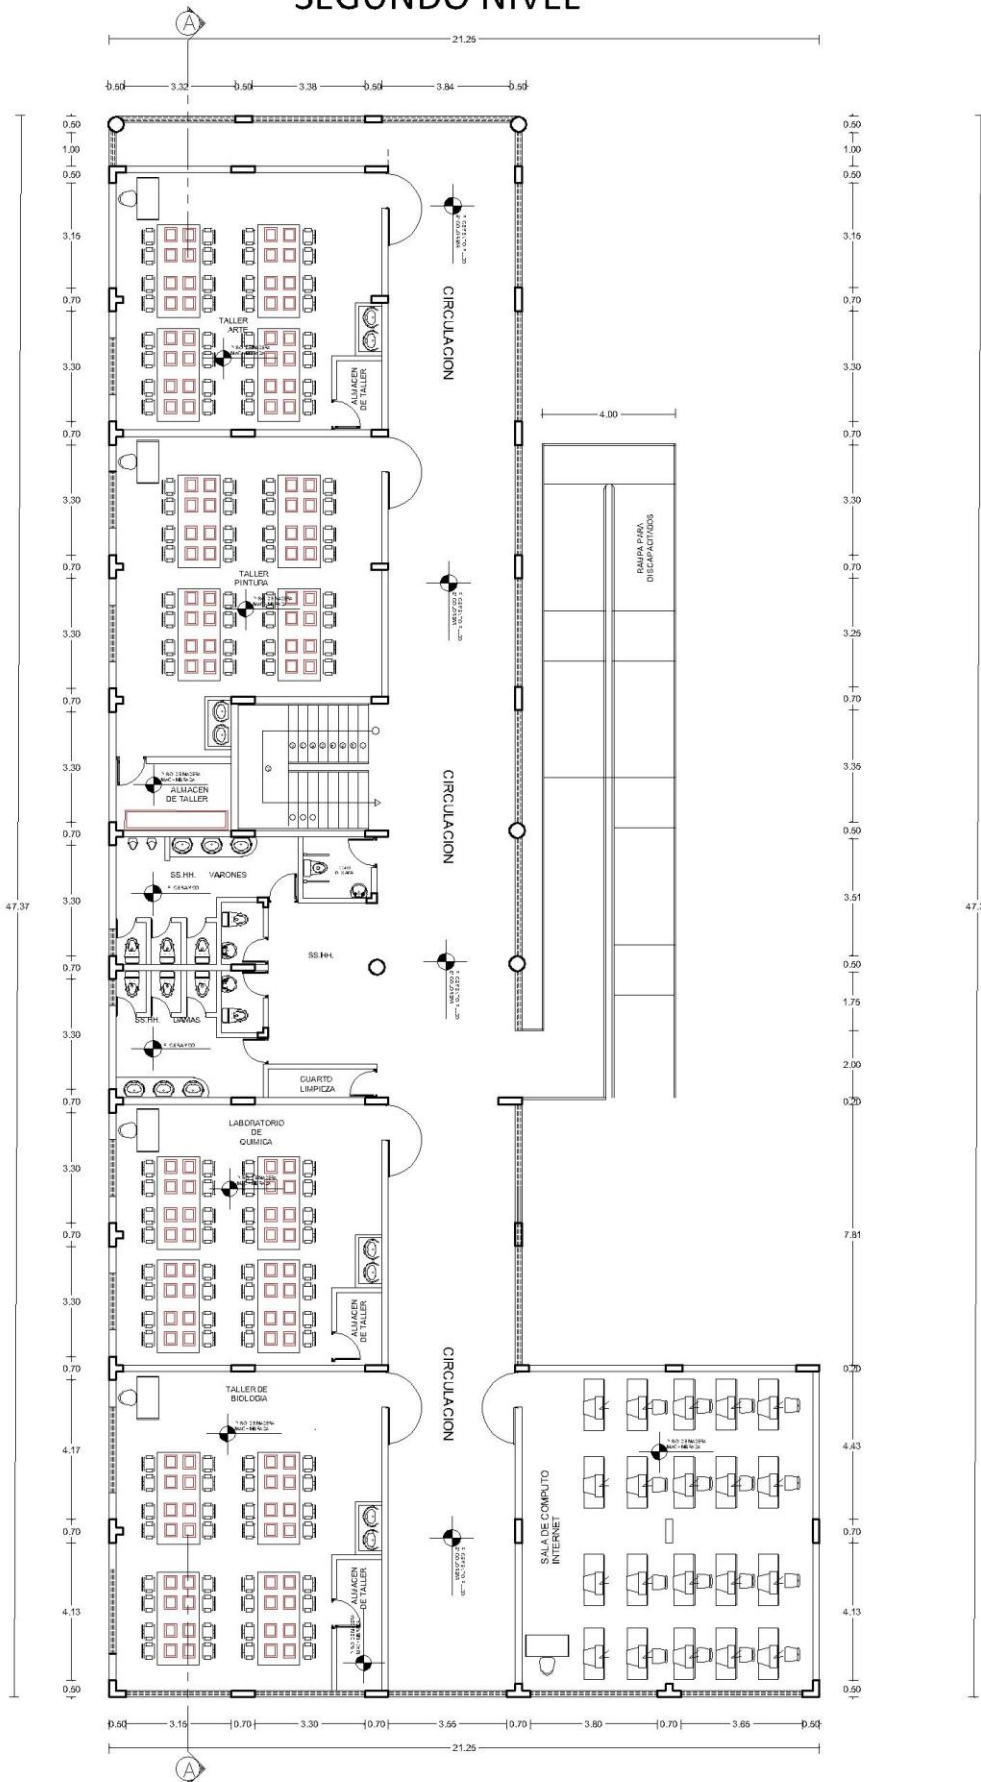 SEGUNDO NIVEL
A
21.25
0.50 3.32 0.50 3.38 0.50 3.84 0.50
0.50
1.00
0.50
3.15
0.70
3.30
0.70
3.30
0.70
3.30
0.70
3.30
0.70
3.30
0.70
3.30
0.70
3.30
0.70
3.30
0.70
4.17
0.70
4.13
0.50
47.37
TALLER
ARTE
ALMACEN
DE TALLER
CIRCULACION
4.00
RAMPA PARA
DISCAPACITADOS
TALLER
PINTURA
ALMACEN
DE TALLER
CIRCULACION
SS.HH. VARONES
SS.HH.
SS.HH. DAMAS
CUARTO
LIMPIEZA
LABORATORIO
DE
QUIMICA
ALMACEN
DE TALLER
CIRCULACION
TALLER DE
BIOLOGIA
ALMACEN
DE TALLER
SALA DE COMPUTO
INTERNET
0.50
1.00
0.50
3.15
0.70
3.30
0.70
3.30
0.70
3.25
0.70
3.35
0.50
3.51
0.50
1.75
2.00
0.20
7.81
0.20
4.43
0.70
4.13
0.50
0.50 3.15 0.70 3.30 0.70 3.55 0.70 3.80 0.70 3.65 0.50
21.25
A